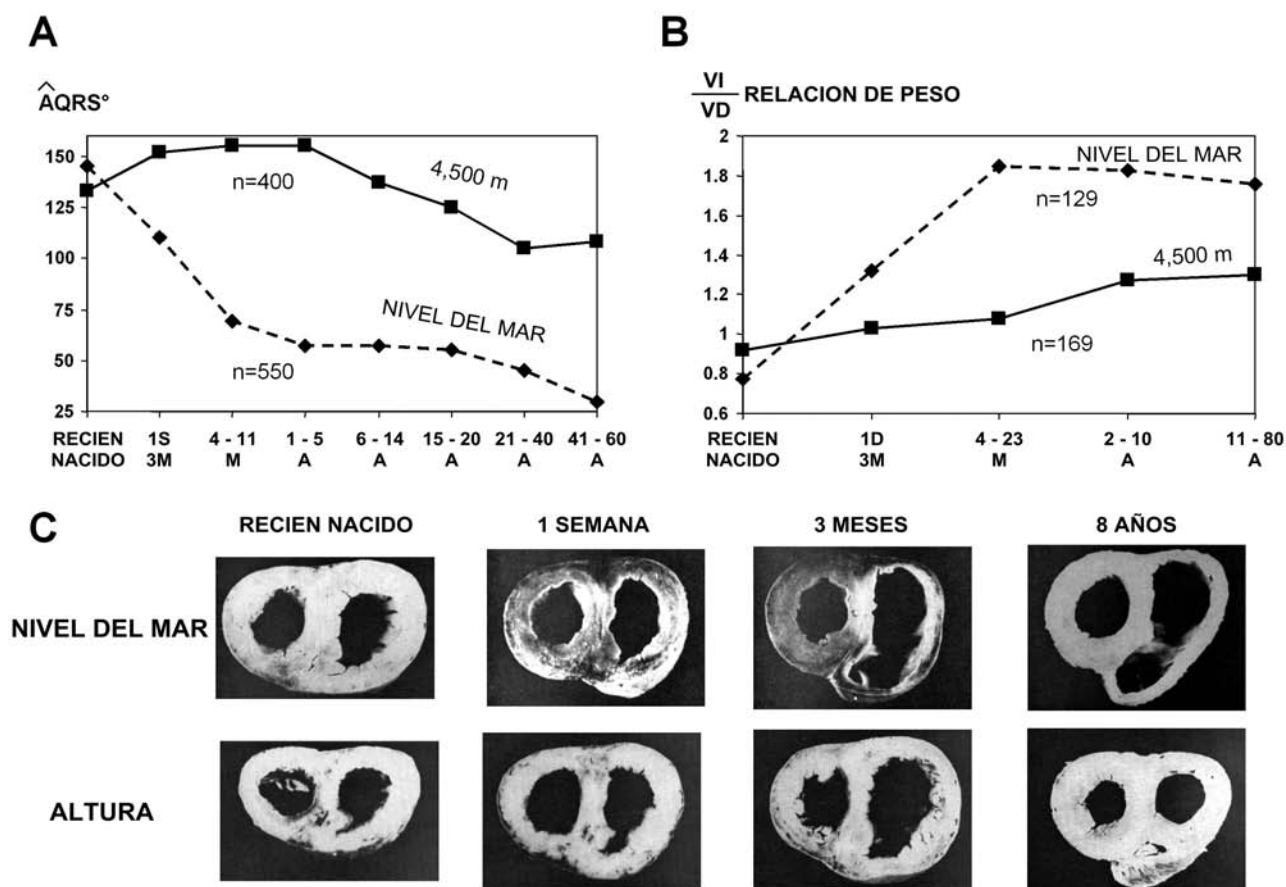 A
ÂQRS°
150
125
100
75
50
25
4,500 m
n=400
NIVEL DEL MAR
n=550
RECIEN NACIDO
1S 3M
4 - 11 M
1 - 5 A
6 - 14 A
15 - 20 A
21 - 40 A
41 - 60 A
B
VI
VD
RELACION DE PESO
2
1.8
1.6
1.4
1.2
1
0.8
0.6
NIVEL DEL MAR
n=129
4,500 m
n=169
RECIEN NACIDO
1D 3M
4 - 23 M
2 - 10 A
11 - 80 A
C
RECIEN NACIDO
1 SEMANA
3 MESES
8 AÑOS
NIVEL DEL MAR
ALTURA